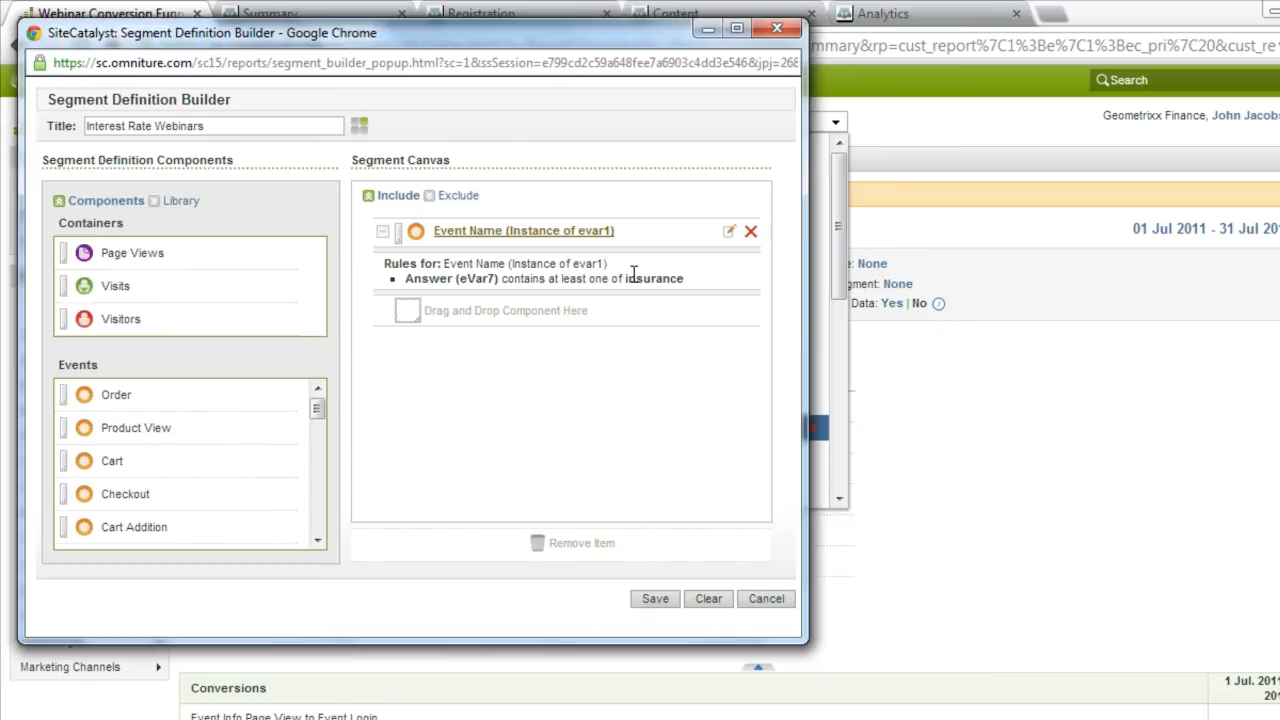 Webinar Conversion Fun
Summary
Registration
Content
Analytics
SiteCatalyst: Segment Definition Builder - Google Chrome
https://sc.omniture.com/sc15/reports/segment_builder_popup.html?sc=1&ssSession=e799cd2c59a648fee7a6903c4dd3e546&jpj=268
mmary&rp=cust_report%7C1%3Be%7C1%3Bec_pri%7C20&cust_re
Search
Segment Definition Builder
Geometrixx Finance, John Jacobs
Title: Interest Rate Webinars
Segment Definition Components
Segment Canvas
Components Library
Include Exclude
Containers
Event Name (Instance of evar1)
01 Jul 2011 - 31 Jul 20
Page Views
Rules for: Event Name (Instance of evar1)
e: None
Answer (eVar7) contains at least one of insurance
Visits
gment: None
Data: Yes | No
Drag and Drop Component Here
Visitors
Events
Order
Product View
Cart
Checkout
Cart Addition
Remove Item
Save Clear Cancel
Marketing Channels
Conversions
1 Jul. 2011
20
Event Info Page View to Event Login